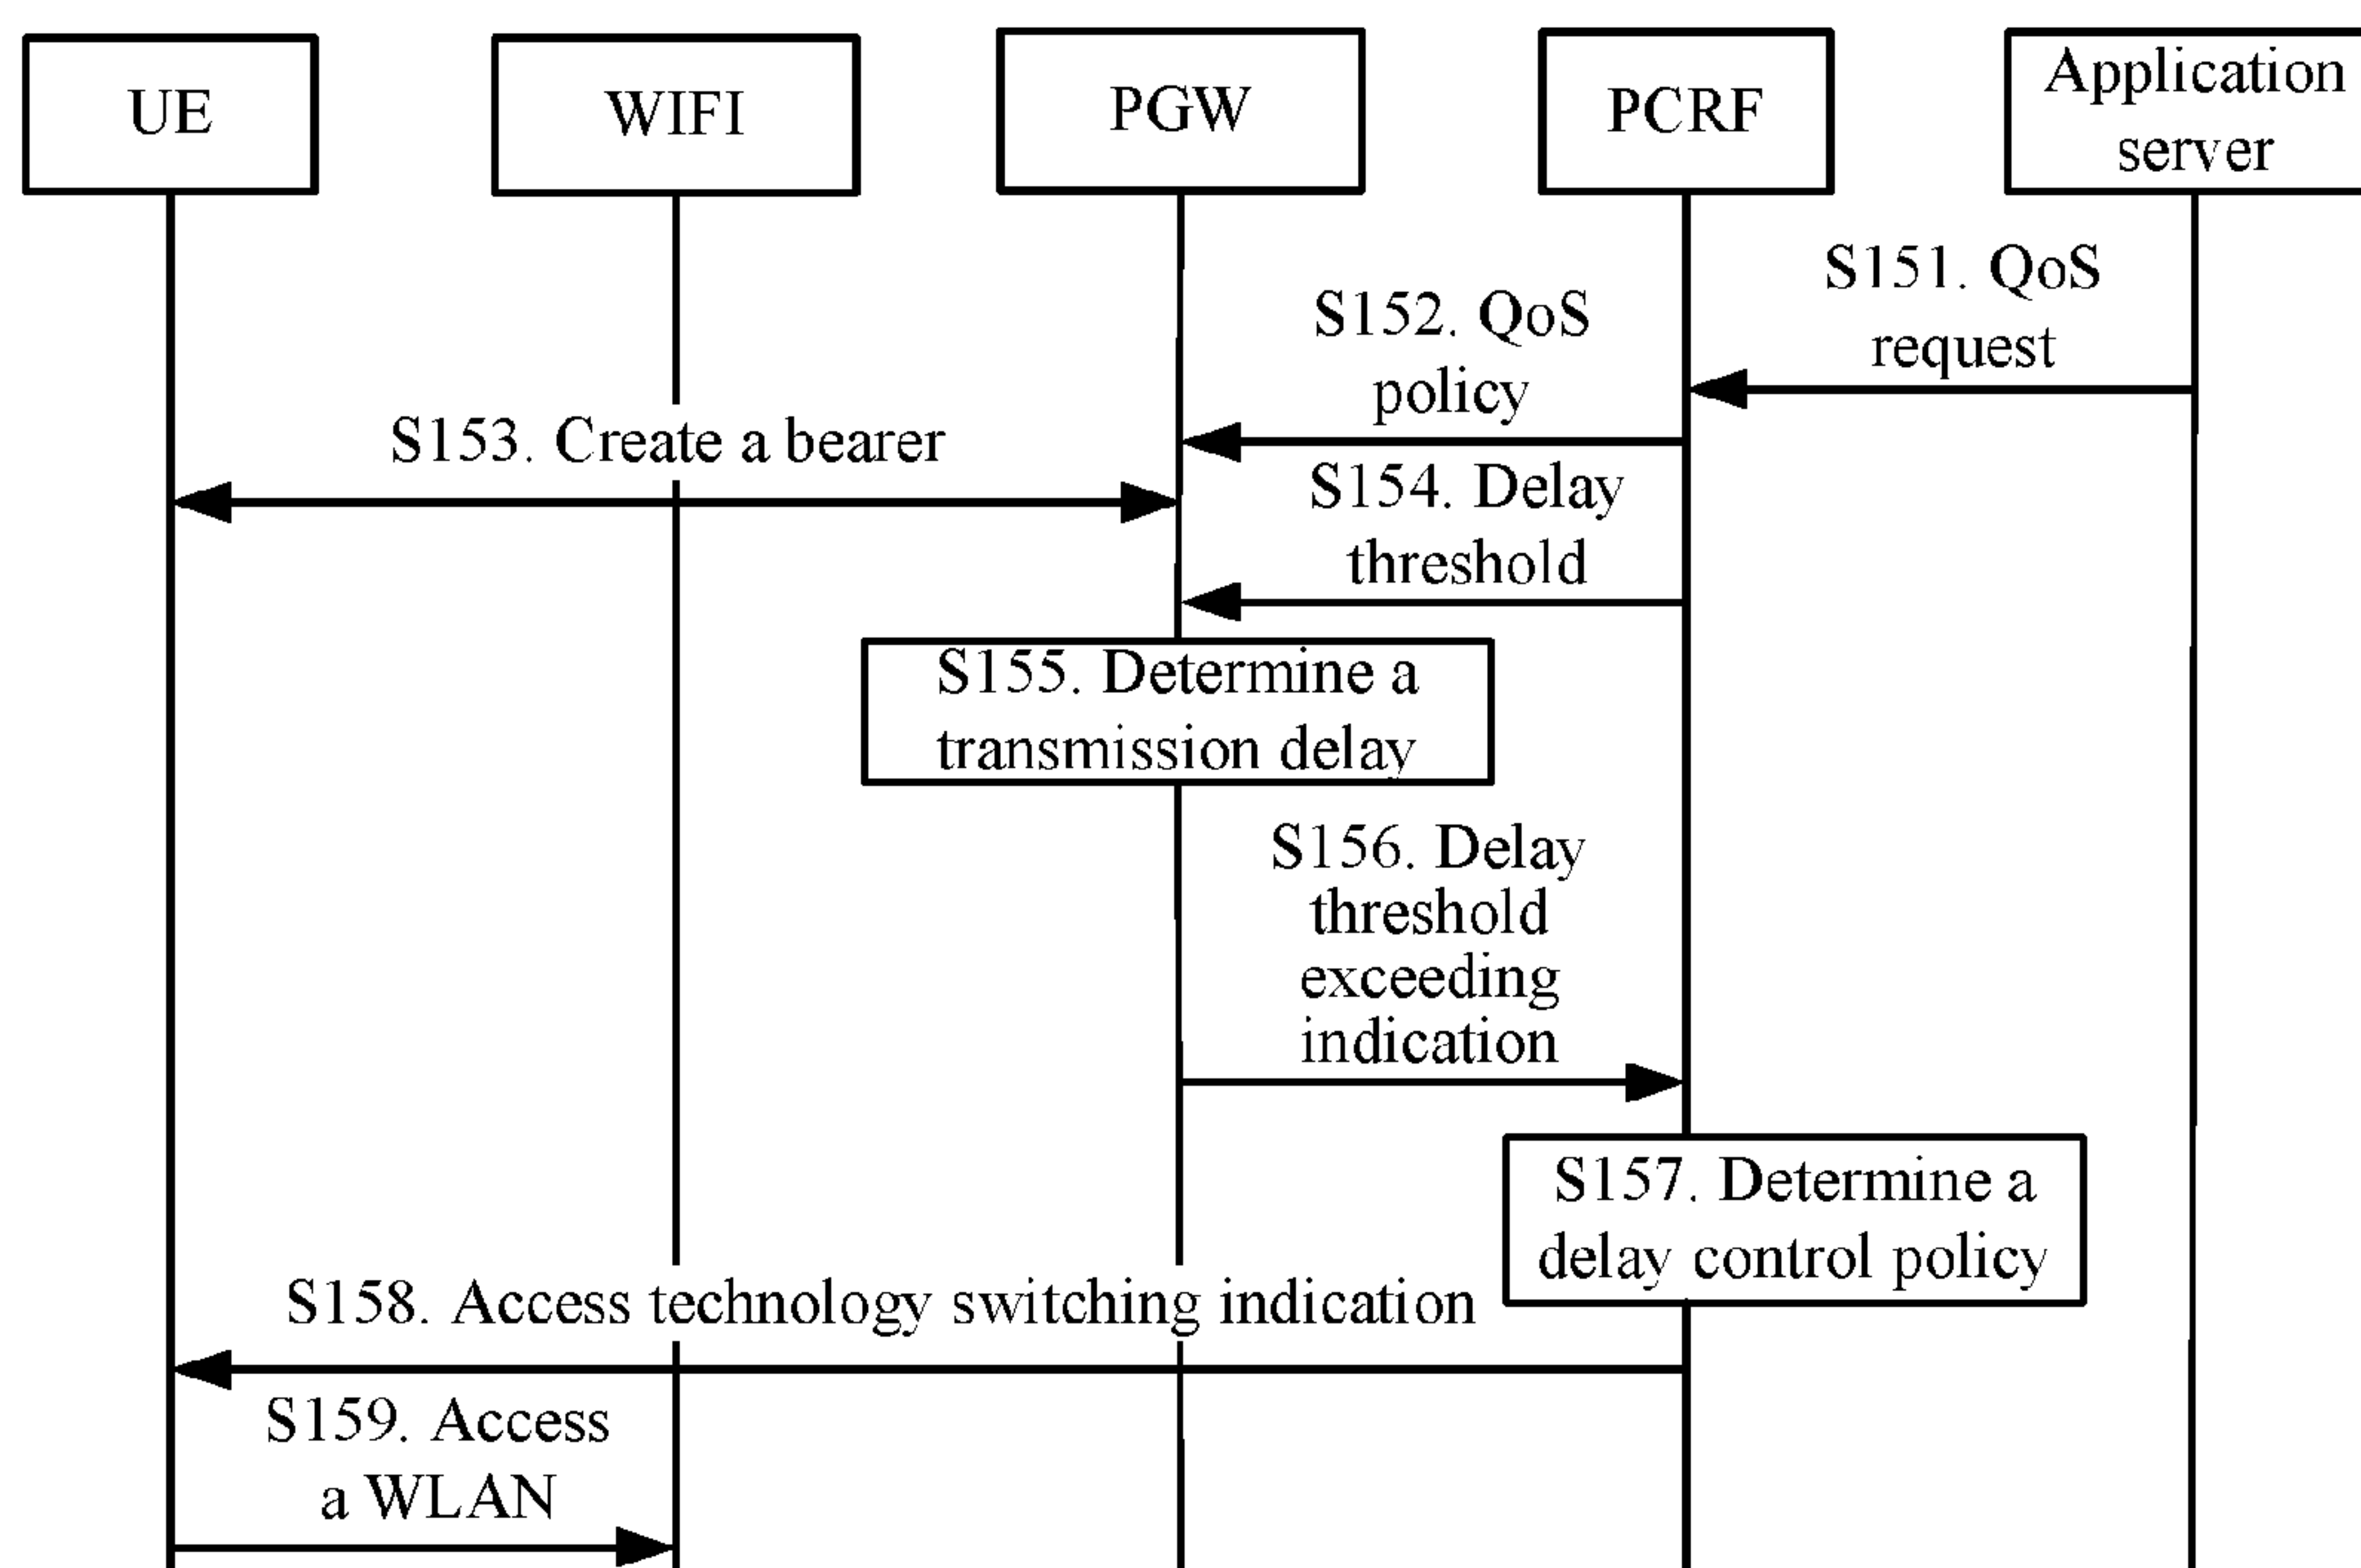 UE
WIFI
PGW
PCRF
Application
server
S151. QoS
request
S152. QoS
policy
S153. Create a bearer
S154. Delay
threshold
S155. Determine a
transmission delay
S156. Delay
threshold
exceeding
indication
S157. Determine a
delay control policy
S158. Access technology switching indication
S159. Access
a WLAN